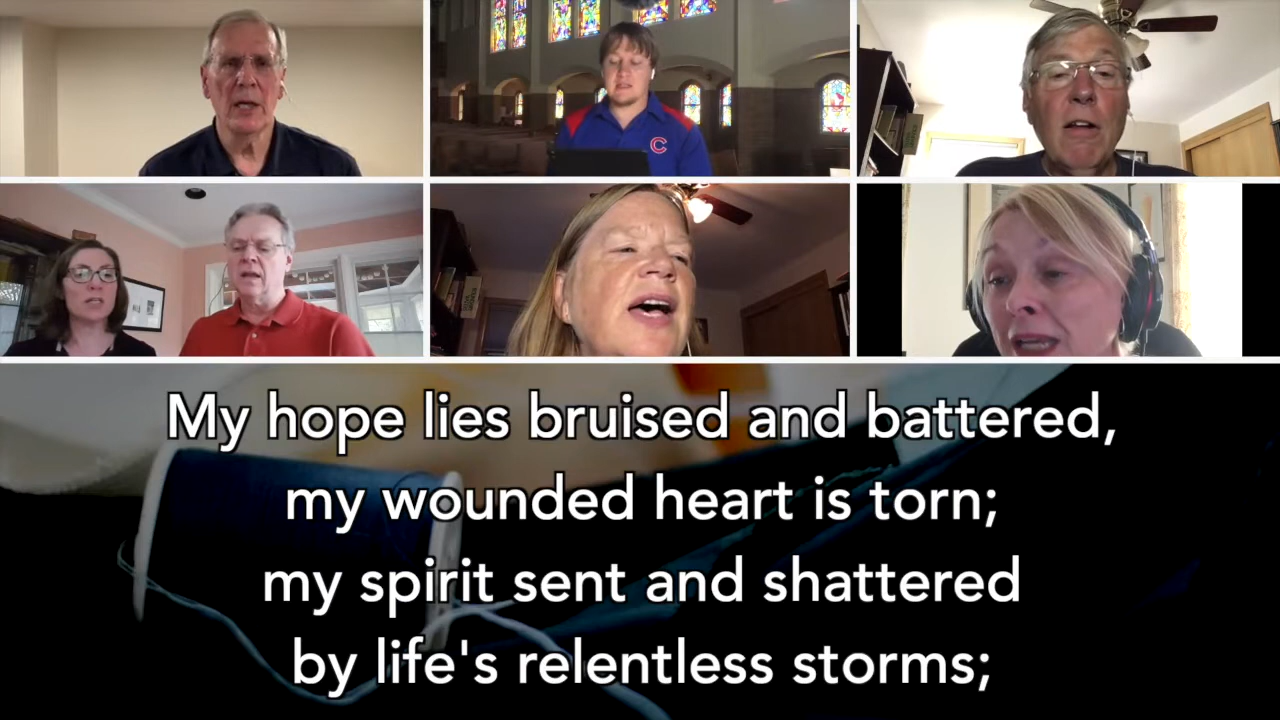 C
My hope lies bruised and battered,
my wounded heart is torn;
my spirit sent and shattered
by life's relentless storms;